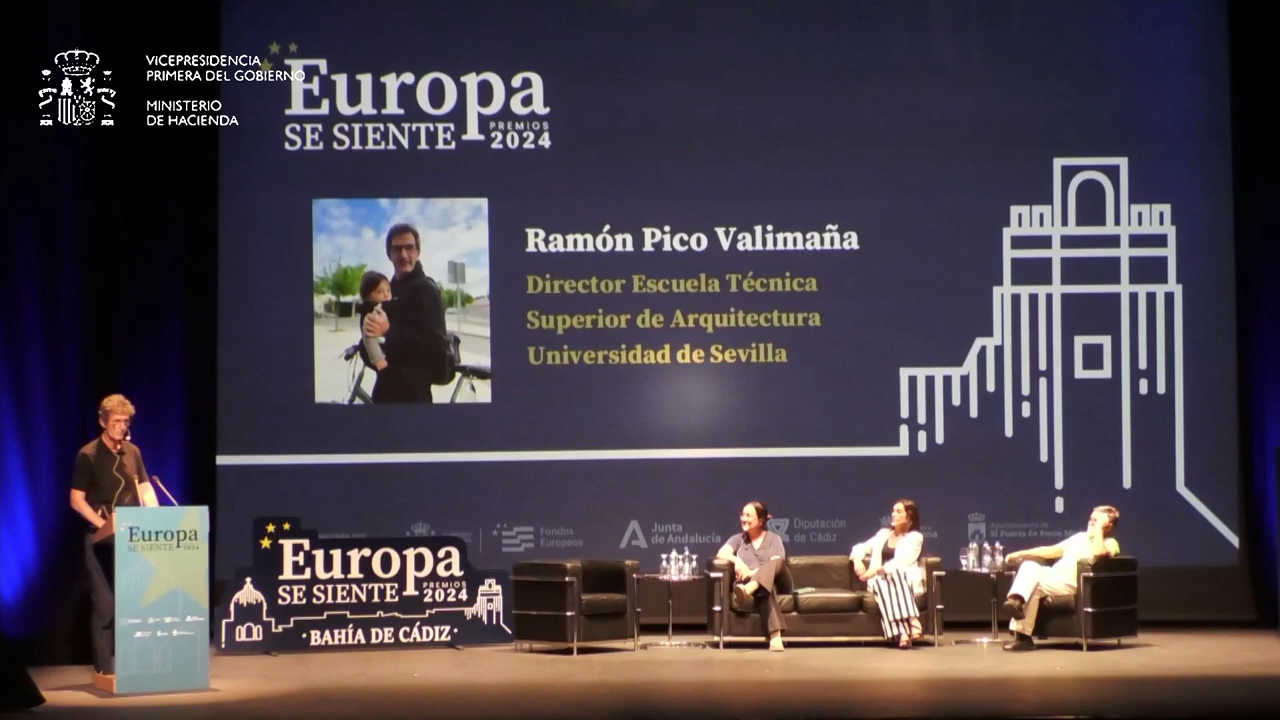 VICEPRESIDENCIA
PRIMERA DEL GOBIERNO
MINISTERIO
DE HACIENDA
Europa
SE SIENTE
PREMIOS
2024
Ramón Pico Valimaña
Director Escuela Técnica
Superior de Arquitectura
Universidad de Sevilla
Fondos
Europeos
Junta
de Andalucía
Diputación
de Cádiz
Europa
SE SIENTE 2024
Europa
SE SIENTE
PREMIOS
2024
· BAHÍA DE CÁDIZ ·